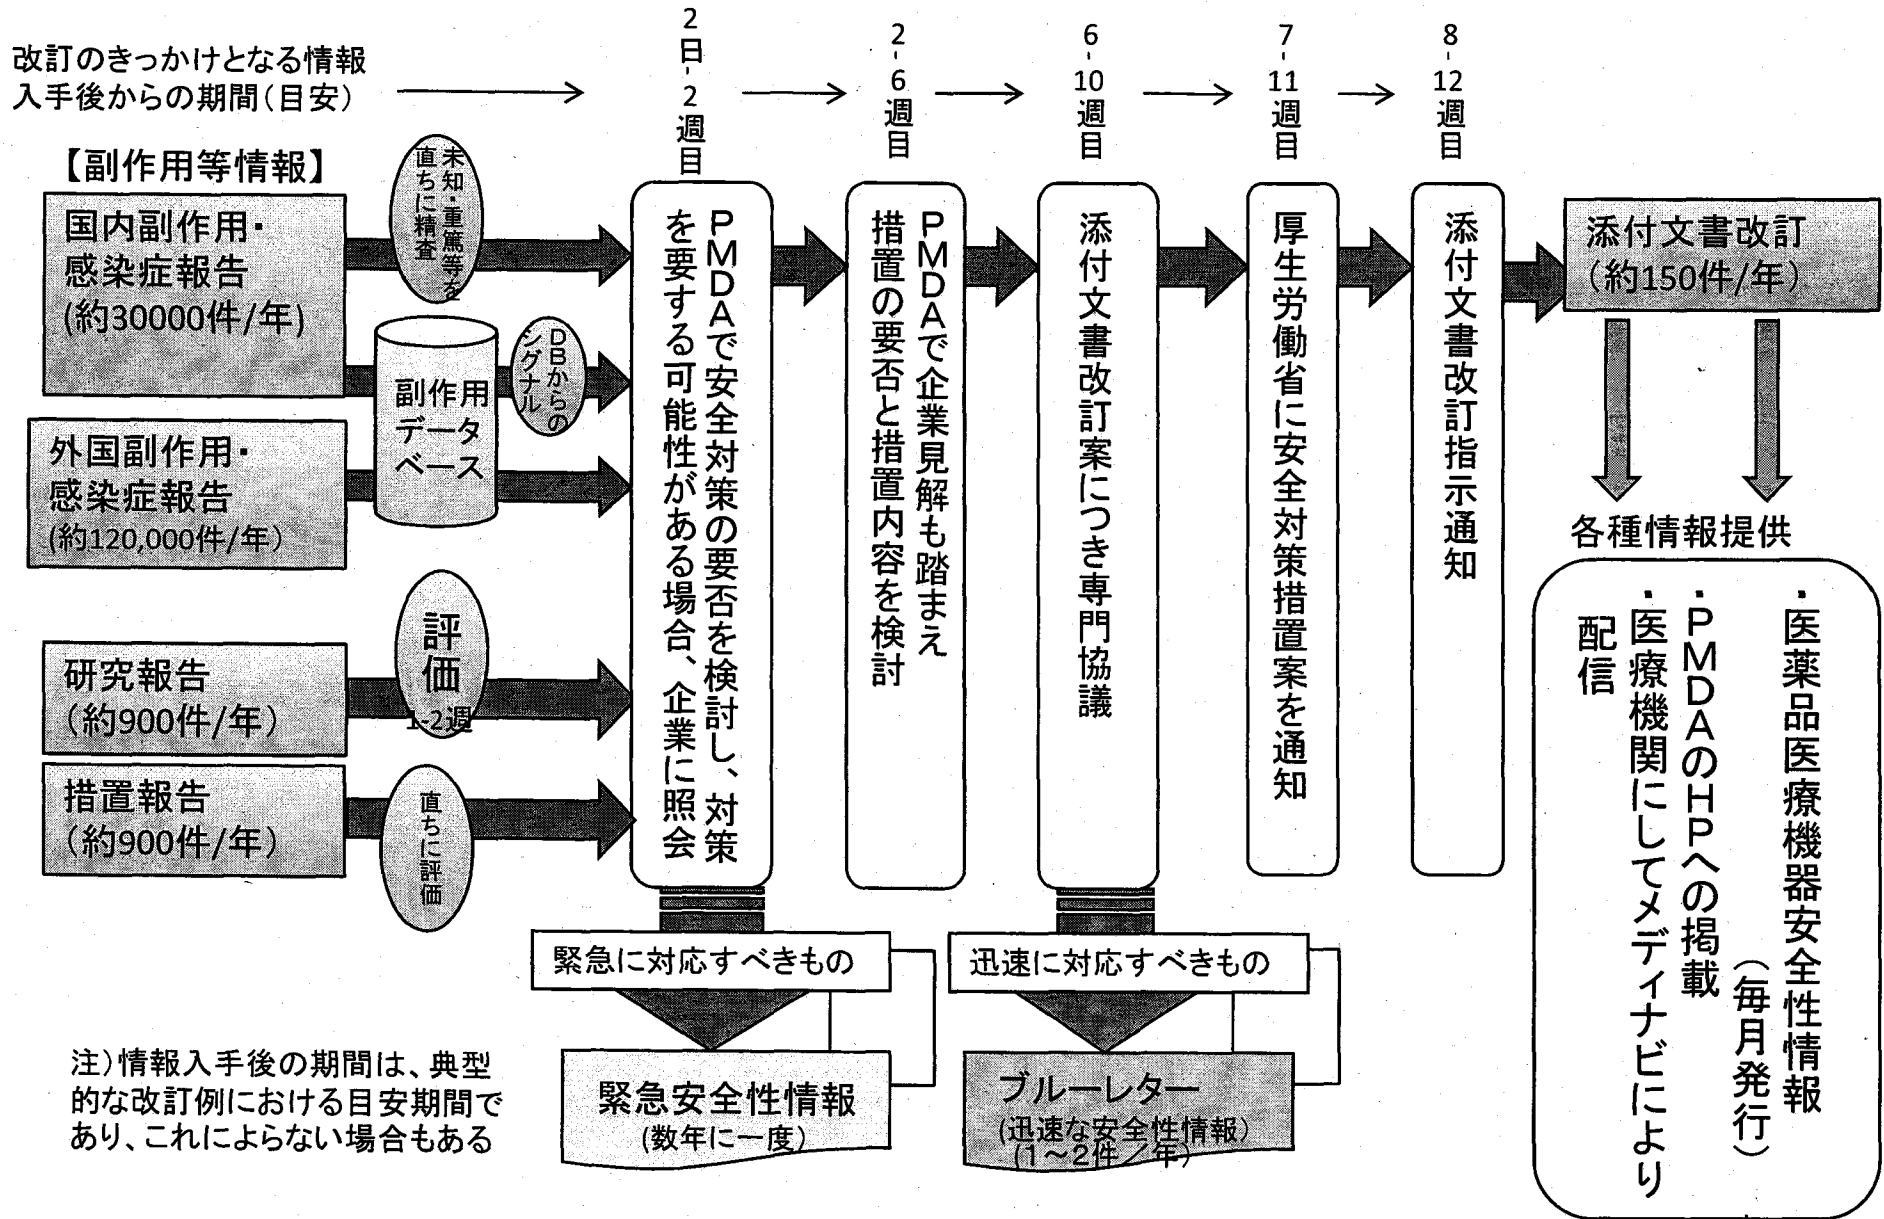 改訂のきっかけとなる情報
入手後からの期間(目安)
2日-2週目
2-6週目
6-10週目
7-11週目
8-12週目
【副作用等情報】
国内副作用・
感染症報告
(約30000件/年)
未知・重篤等を
直ちに精査
副作用
データ
ベース
DBからの
シグナル
外国副作用・
感染症報告
(約120,000件/年)
研究報告
(約900件/年)
評価
1-2週
措置報告
(約900件/年)
直ちに評価
PMDAで安全対策の要否を検討し、対策
を要する可能性がある場合、企業に照会
PMDAで企業見解も踏まえ
措置の要否と措置内容を検討
添付文書改訂案につき専門協議
厚生労働省に安全対策措置案を通知
添付文書改訂指示通知
添付文書改訂
(約150件/年)
各種情報提供
・医薬品医療機器安全性情報
(毎月発行)
・PMDAのHPへの掲載
・医療機関にしてメディナビにより
配信
緊急に対応すべきもの
緊急安全性情報
(数年に一度)
迅速に対応すべきもの
ブルーレター
(迅速な安全性情報)
(1~2件/年)
注)情報入手後の期間は、典型
的な改訂例における目安期間で
あり、これによらない場合もある